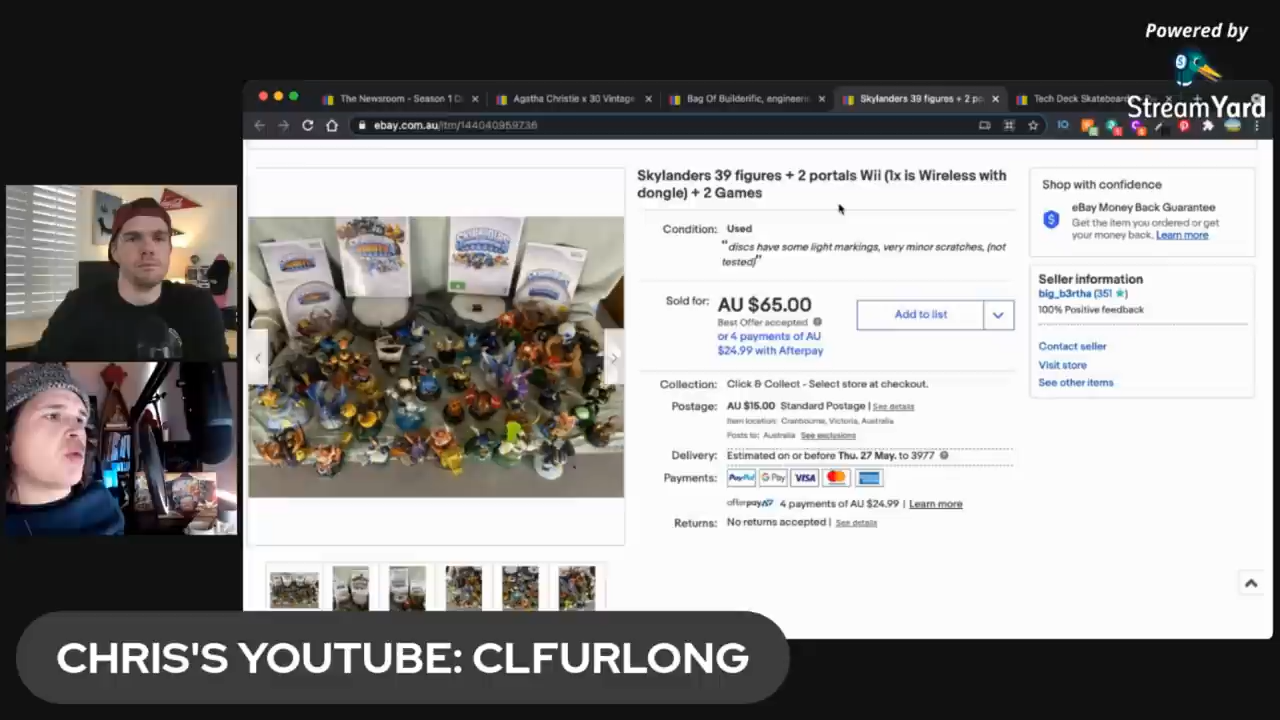 Powered by
StreamYard
The Newsroom - Season 1
Agatha Christie x 30 Vintage
Bag Of Builderific, engineeri
Skylanders 39 figures + 2 po
Tech Deck Skateboard
ebay.com.au/itm/144040959736
Skylanders 39 figures + 2 portals Wii (1x is Wireless with
dongle) + 2 Games
Condition: Used
"discs have some light markings, very minor scratches, (not
tested)"
Sold for: AU $65.00
Best Offer accepted
or 4 payments of AU
$24.99 with Afterpay
Add to list
Collection: Click & Collect - Select store at checkout.
Postage: AU $15.00 Standard Postage | See details
Item location: Cranbourne, Victoria, Australia
Posts to: Australia See exclusions
Delivery: Estimated on or before Thu. 27 May. to 3977
Payments: PayPal G Pay VISA
afterpay 4 payments of AU $24.99 | Learn more
Returns: No returns accepted | See details
Shop with confidence
eBay Money Back Guarantee
Get the item you ordered or get
your money back. Learn more
Seller information
big_b3rtha (351 ★)
100% Positive feedback
Contact seller
Visit store
See other items
CHRIS'S YOUTUBE: CLFURLONG